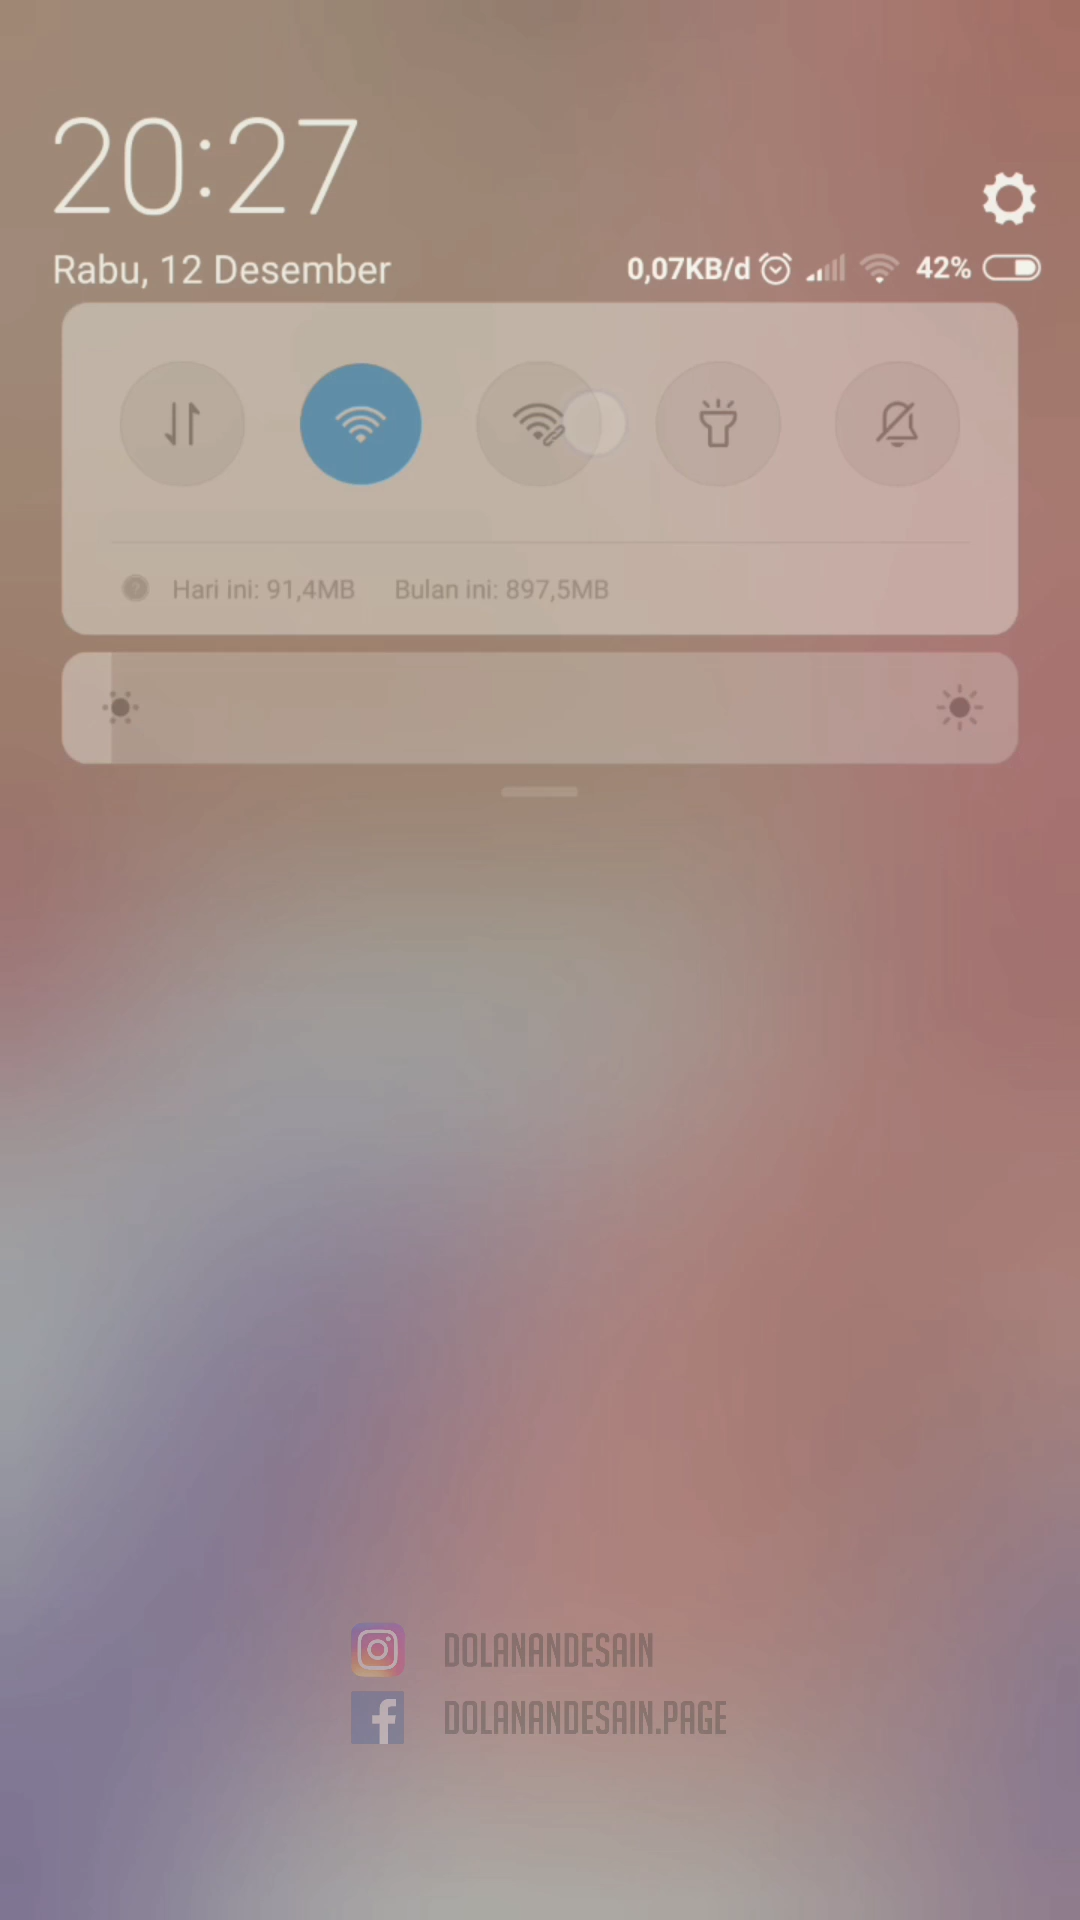 20:27
Rabu, 12 Desember
0,07KB/d 42%
Hari ini: 91,4MB Bulan ini: 897,5MB
DOLANANDESAIN
DOLANANDESAIN.PAGE